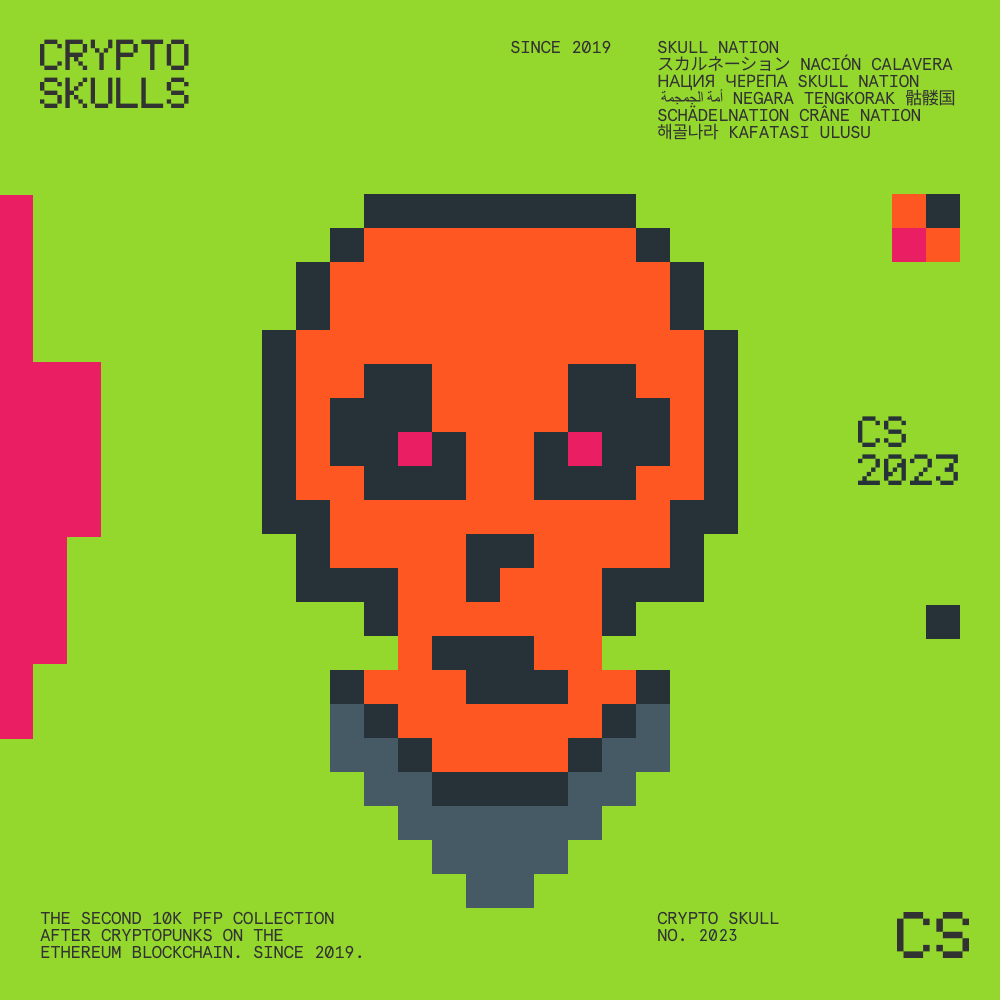 CRYPTO
SKULLS
SINCE 2019
SKULL NATION
スカルネーション NACIÓN CALAVERA
НАЦИЯ ЧЕРЕПА SKULL NATION
أمة الجمجمة NEGARA TENGKORAK 骷髅国
SCHÄDELNATION CRÂNE NATION
해골나라 KAFATASI ULUSU
CS
2023
THE SECOND 10K PFP COLLECTION
AFTER CRYPTOPUNKS ON THE
ETHEREUM BLOCKCHAIN. SINCE 2019.
CRYPTO SKULL
NO. 2023
CS